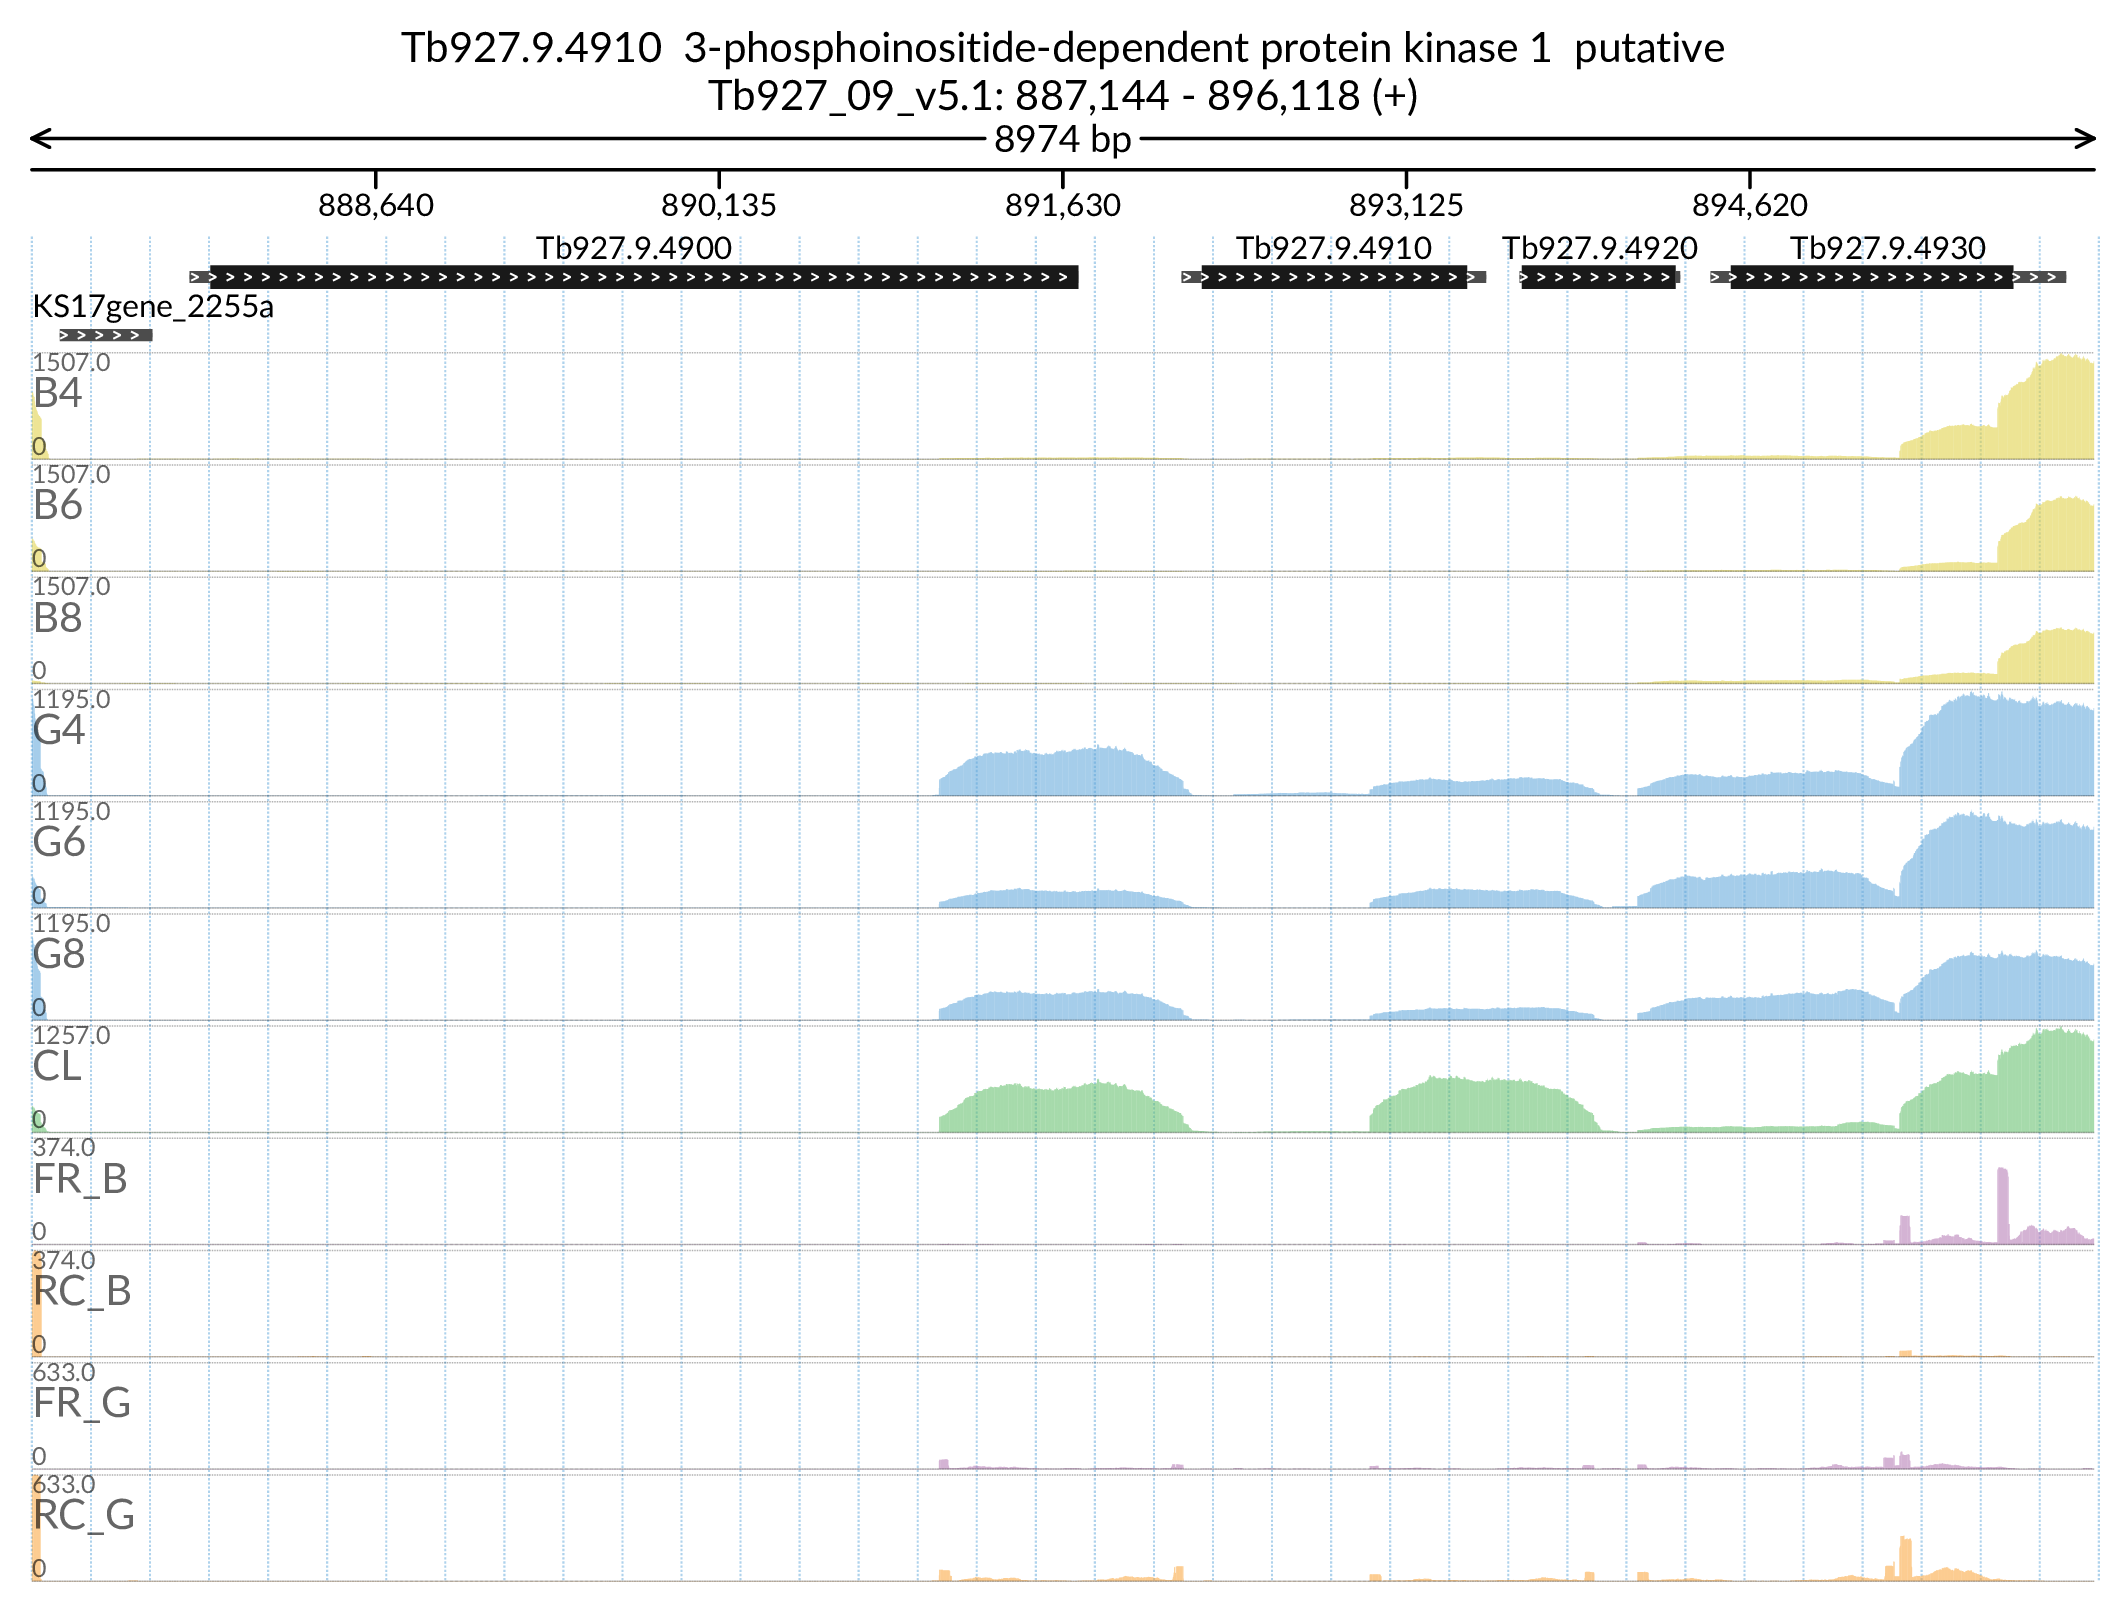 Tb927.9.4910  3-phosphoinositide-dependent protein kinase 1  putative
Tb927_09_v5.1: 887,144 - 896,118 (+)
8974 bp
888,640 890,135 891,630 893,125 894,620
Tb927.9.4900 Tb927.9.4910 Tb927.9.4920 Tb927.9.4930
KS17gene_2255a
1507.0
B4
0
1507.0
B6
0
1507.0
B8
0
1195.0
G4
0
1195.0
G6
0
1195.0
G8
0
1257.0
CL
0
374.0
FR_B
0
374.0
RC_B
0
633.0
FR_G
0
633.0
RC_G
0